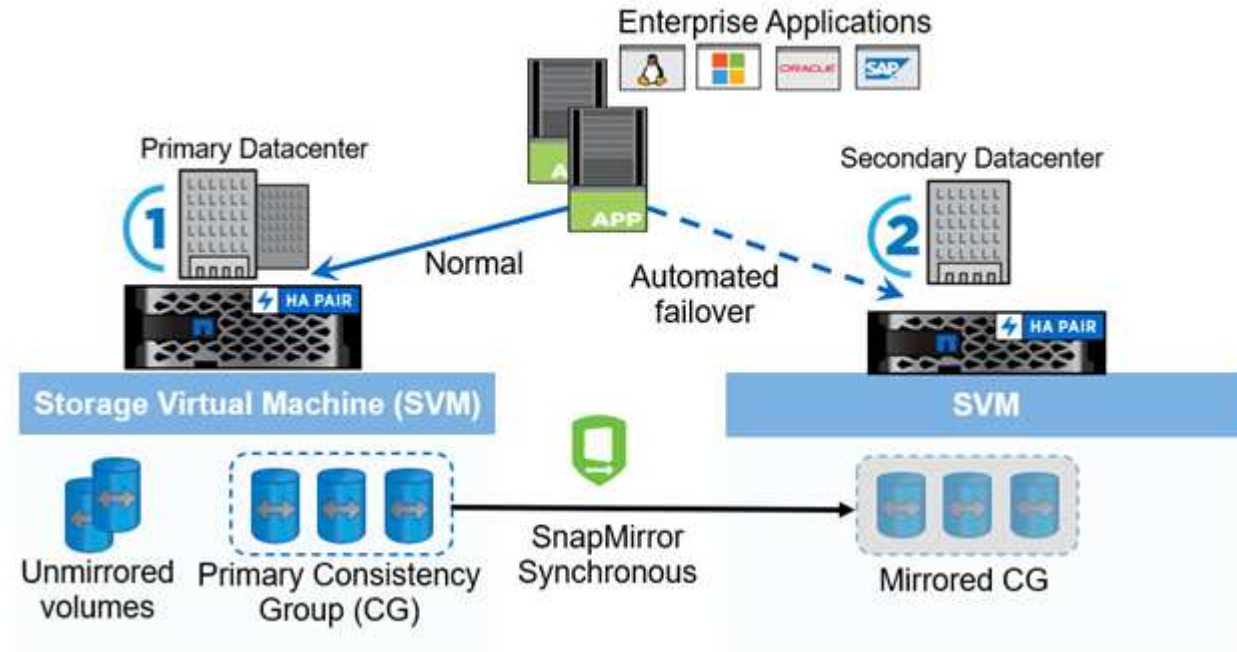 Enterprise Applications
ORACLE
SAP
Primary Datacenter
Secondary Datacenter
1
A
APP
2
Normal
Automated
failover
HA PAIR
HA PAIR
Storage Virtual Machine (SVM)
SVM
SnapMirror
Synchronous
Unmirrored
volumes
Primary Consistency
Group (CG)
Mirrored CG